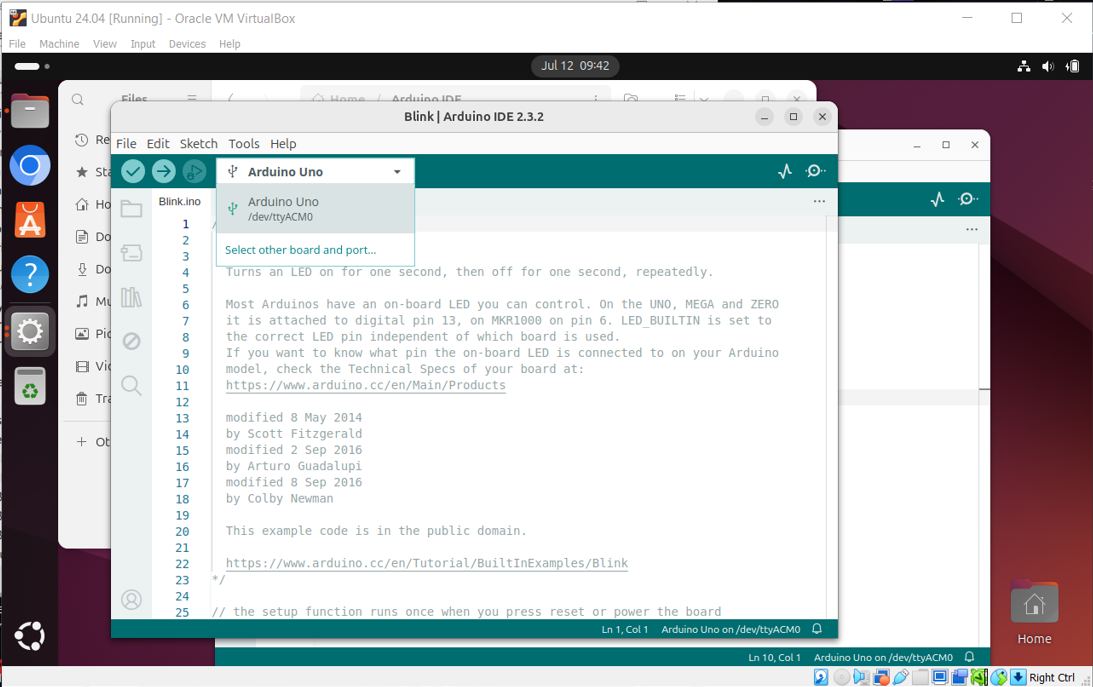 Ubuntu 24.04 [Running] - Oracle VM VirtualBox
File Machine View Input Devices Help
Jul 12 09:42
Files
Home / Arduino IDE
Blink | Arduino IDE 2.3.2
File Edit Sketch Tools Help
Arduino Uno
Arduino Uno
/dev/ttyACM0
Select other board and port...
Blink.ino
1
2
3
4 Turns an LED on for one second, then off for one second, repeatedly.
5
6 Most Arduinos have an on-board LED you can control. On the UNO, MEGA and ZERO
7 it is attached to digital pin 13, on MKR1000 on pin 6. LED_BUILTIN is set to
8 the correct LED pin independent of which board is used.
9 If you want to know what pin the on-board LED is connected to on your Arduino
10 model, check the Technical Specs of your board at:
11 https://www.arduino.cc/en/Main/Products
12
13 modified 8 May 2014
14 by Scott Fitzgerald
15 modified 2 Sep 2016
16 by Arturo Guadalupi
17 modified 8 Sep 2016
18 by Colby Newman
19
20 This example code is in the public domain.
21
22 https://www.arduino.cc/en/Tutorial/BuiltInExamples/Blink
23 */
24
25 // the setup function runs once when you press reset or power the board
Ln 1, Col 1 Arduino Uno on /dev/ttyACM0
Ln 10, Col 1 Arduino Uno on /dev/ttyACM0
Home
Right Ctrl